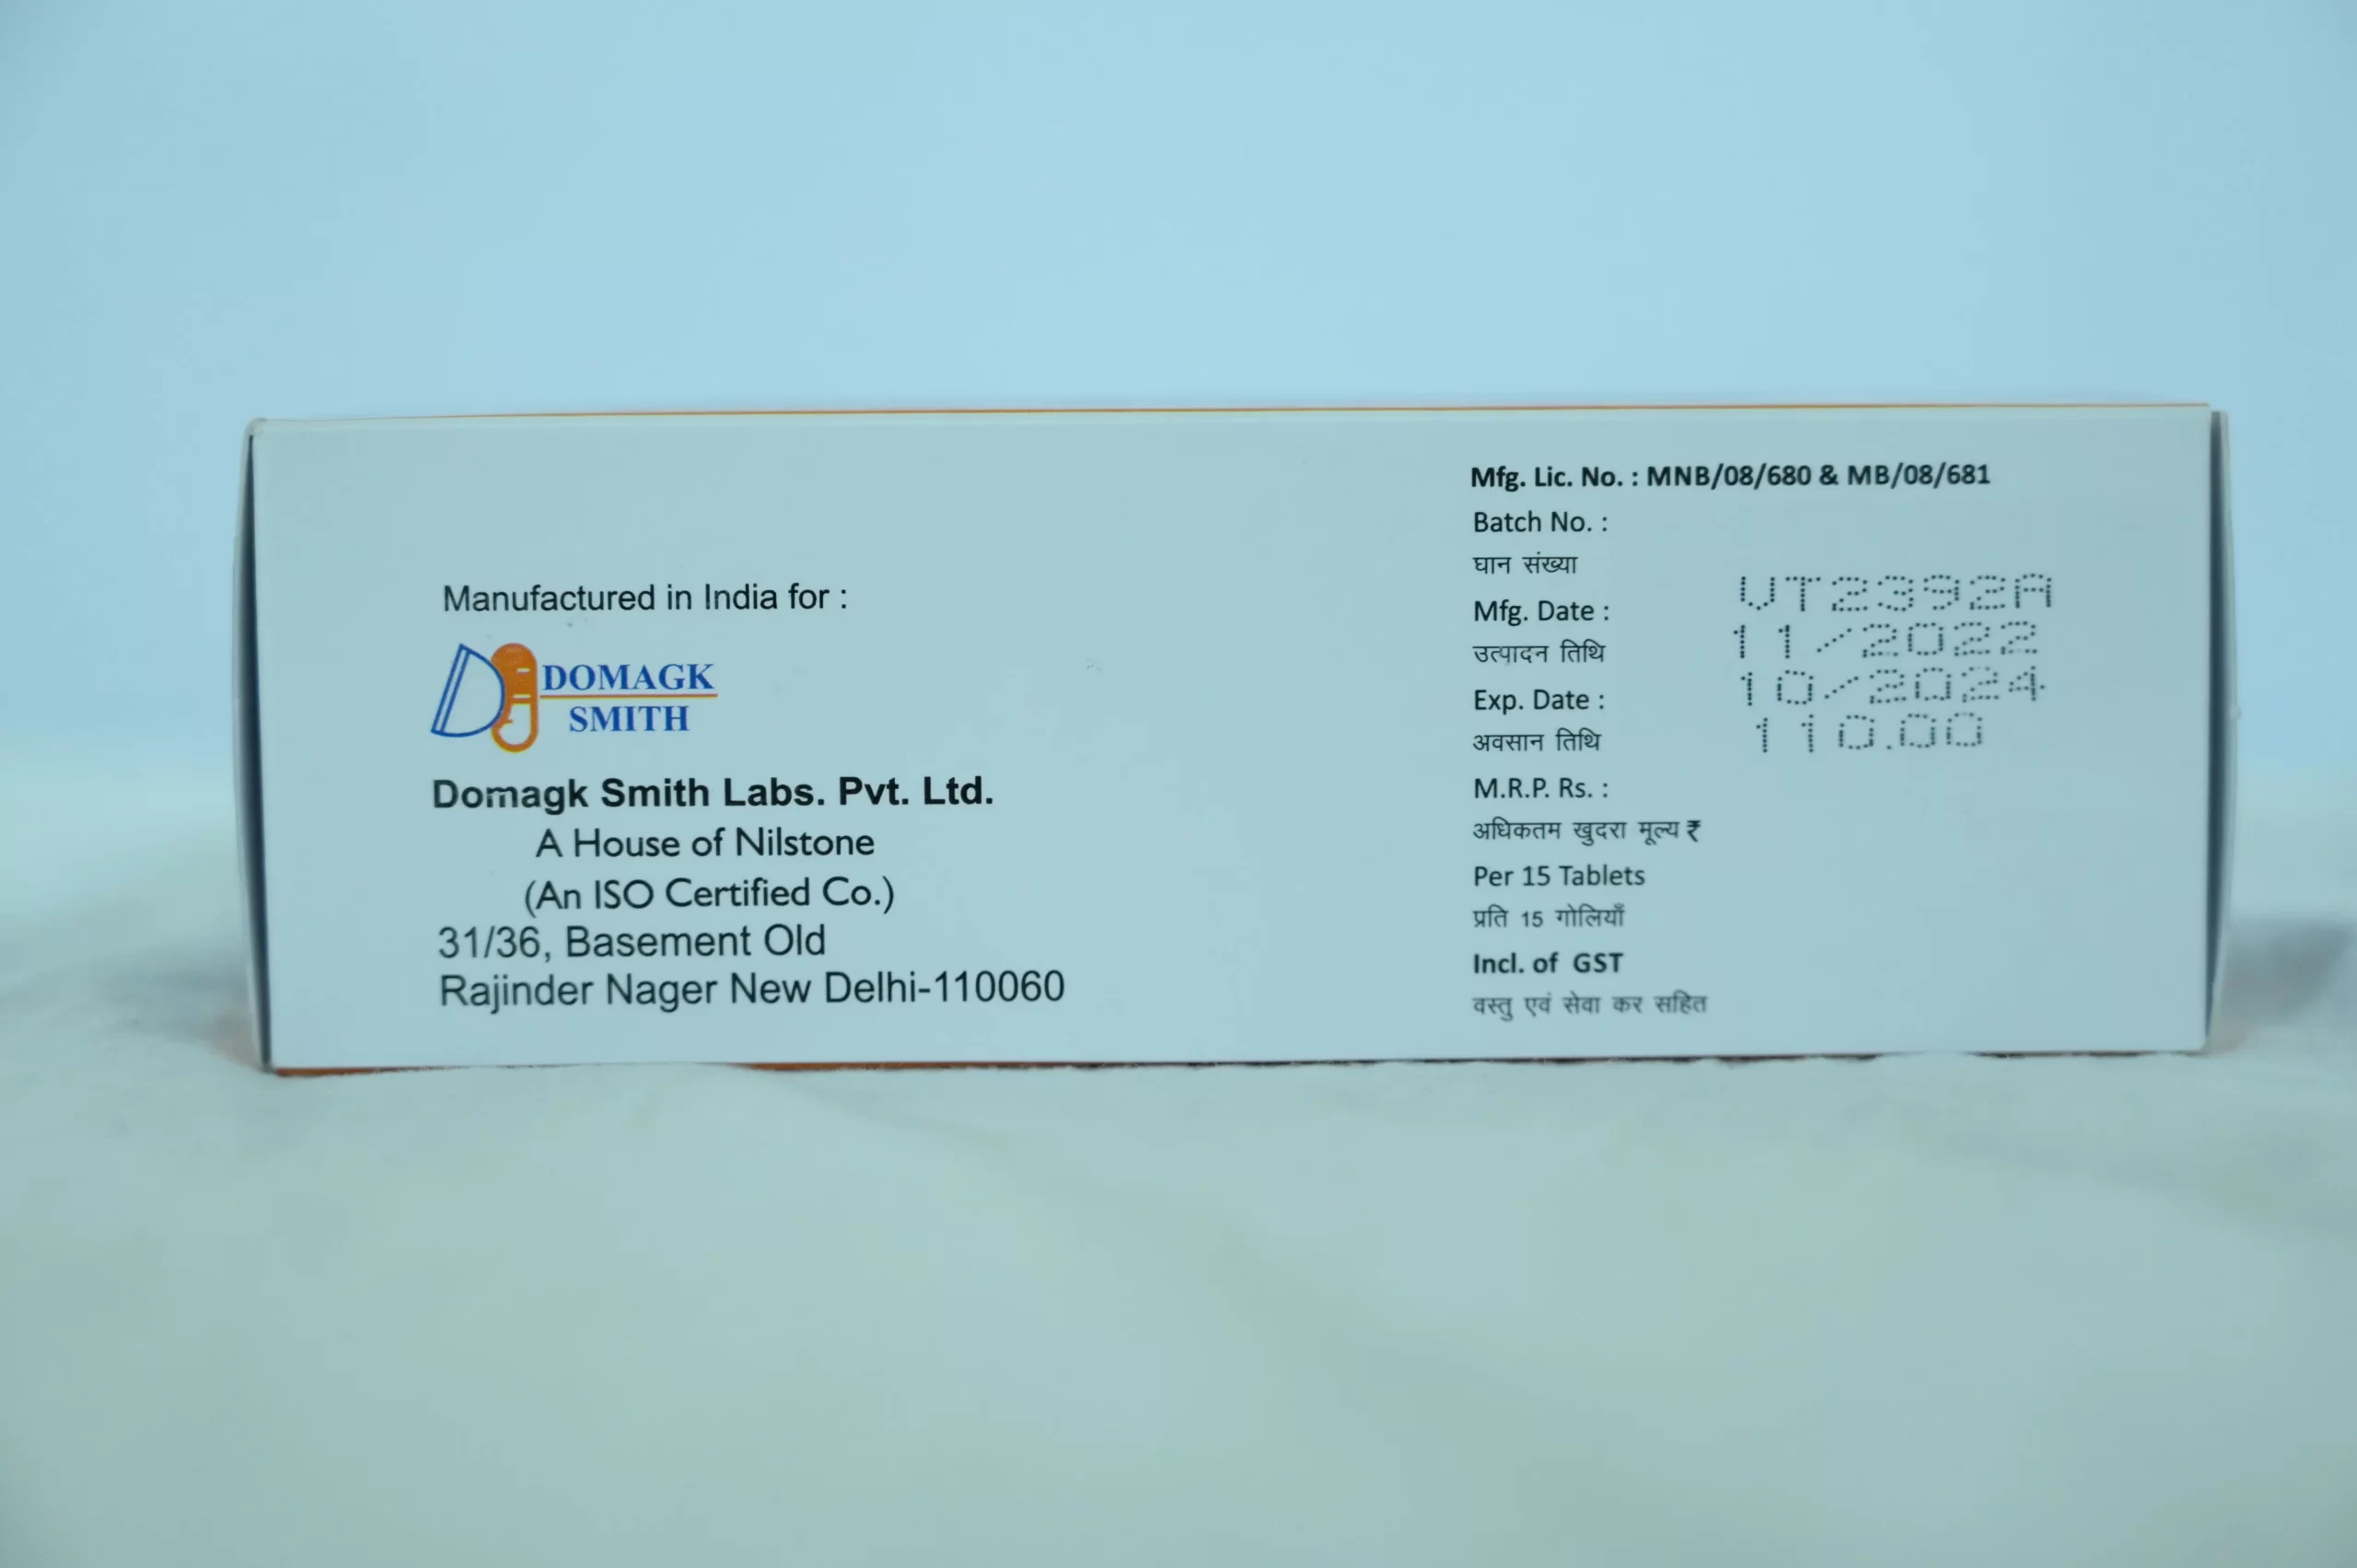 Manufactured in India for :
DOMAGK
SMITH
Domagk Smith Labs. Pvt. Ltd.
A House of Nilstone
(An ISO Certified Co.)
31/36, Basement Old
Rajinder Nager New Delhi-110060
Mfg. Lic. No. : MNB/08/680 & MB/08/681
Batch No. :
घान संख्या
VT2392A
Mfg. Date :
11/2022
उत्पादन तिथि
10/2024
Exp. Date :
110.00
अवसान तिथि
M.R.P. Rs. :
अधिकतम खुदरा मूल्य ₹
Per 15 Tablets
प्रति 15 गोलियाँ
Incl. of GST
वस्तु एवं सेवा कर सहित